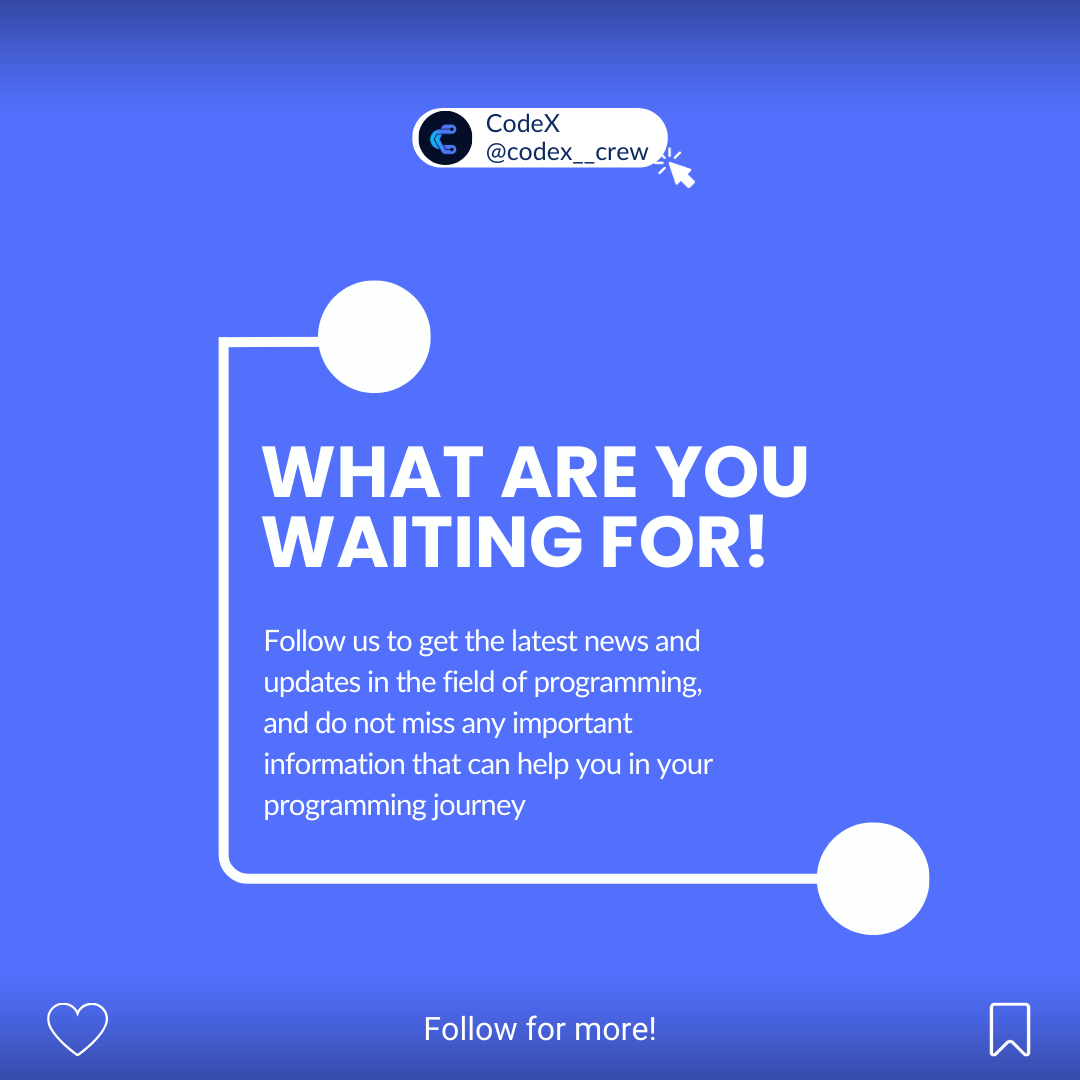 CodeX
@codex__crew
WHAT ARE YOU
WAITING FOR!
Follow us to get the latest news and
updates in the field of programming,
and do not miss any important
information that can help you in your
programming journey
Follow for more!